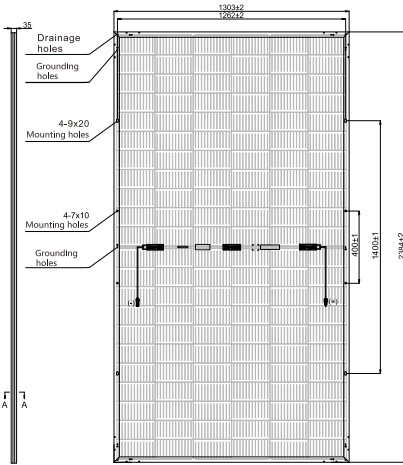 1303±2
35
1262±2
Drainage
holes
Grounding
holes
4-9x20
Mounting holes
4-7x10
Mounting holes
400±1
1400±1
2384±2
Grounding
holes
(-)
(+)
A
A